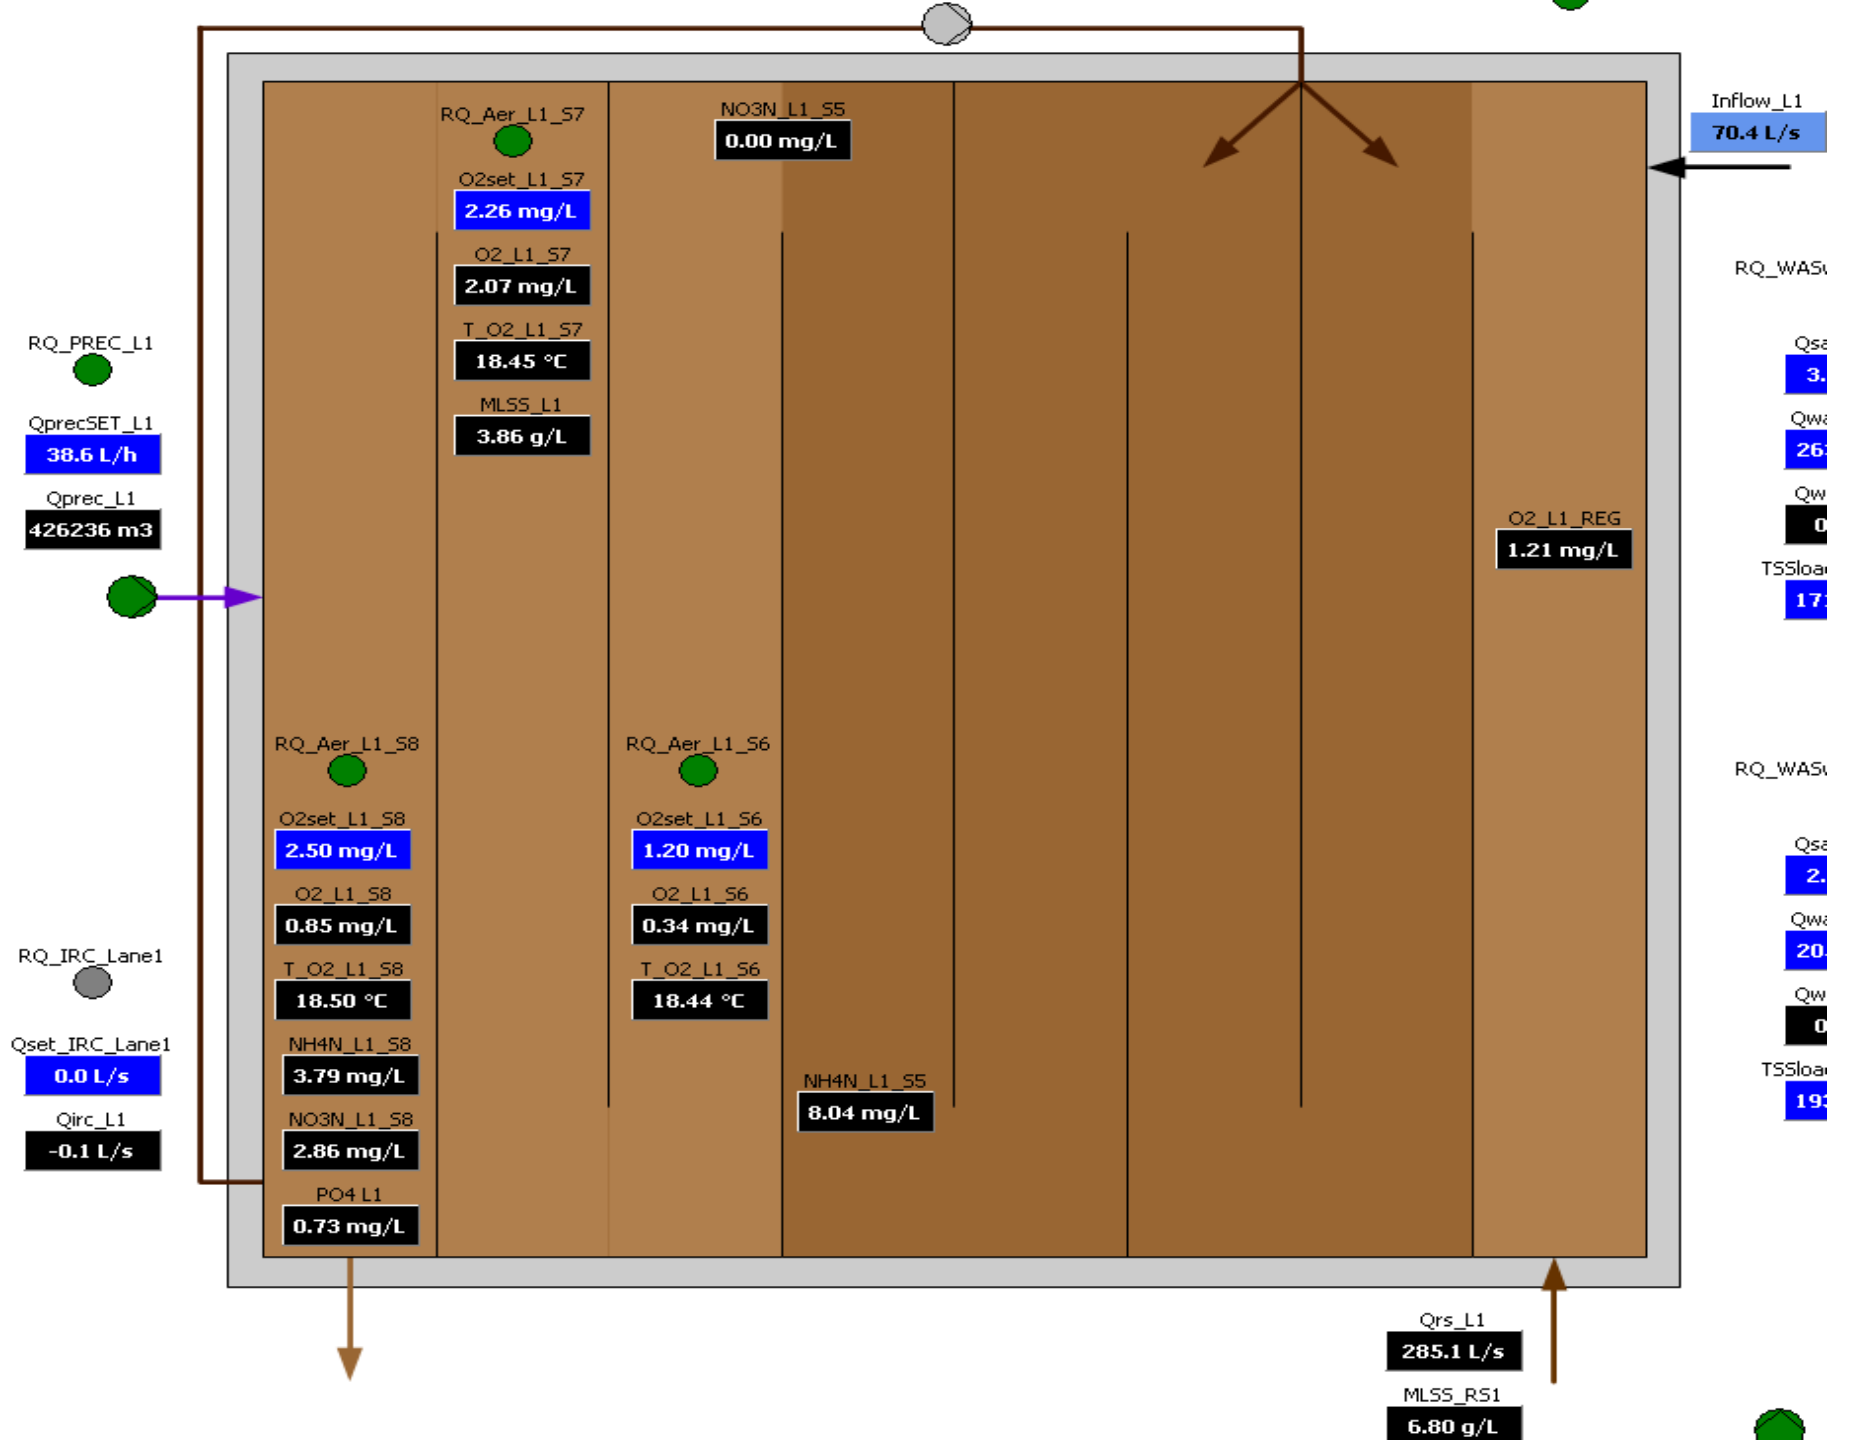 RQ_Aer_L1_S7
O2set_L1_S7
2.26 mg/L
O2_L1_S7
2.07 mg/L
T_O2_L1_S7
18.45 °C
MLSS_L1
3.86 g/L
NO3N_L1_S5
0.00 mg/L
Inflow_L1
70.4 L/s
RQ_PREC_L1
QprecSET_L1
38.6 L/h
Qprec_L1
426236 m3
O2_L1_REG
1.21 mg/L
RQ_Aer_L1_S8
O2set_L1_S8
2.50 mg/L
O2_L1_S8
0.85 mg/L
T_O2_L1_S8
18.50 °C
NH4N_L1_S8
3.79 mg/L
NO3N_L1_S8
2.86 mg/L
PO4 L1
0.73 mg/L
RQ_Aer_L1_S6
O2set_L1_S6
1.20 mg/L
O2_L1_S6
0.34 mg/L
T_O2_L1_S6
18.44 °C
NH4N_L1_S5
8.04 mg/L
RQ_IRC_Lane1
Qset_IRC_Lane1
0.0 L/s
Qirc_L1
-0.1 L/s
Qrs_L1
285.1 L/s
MLSS_RS1
6.80 g/L